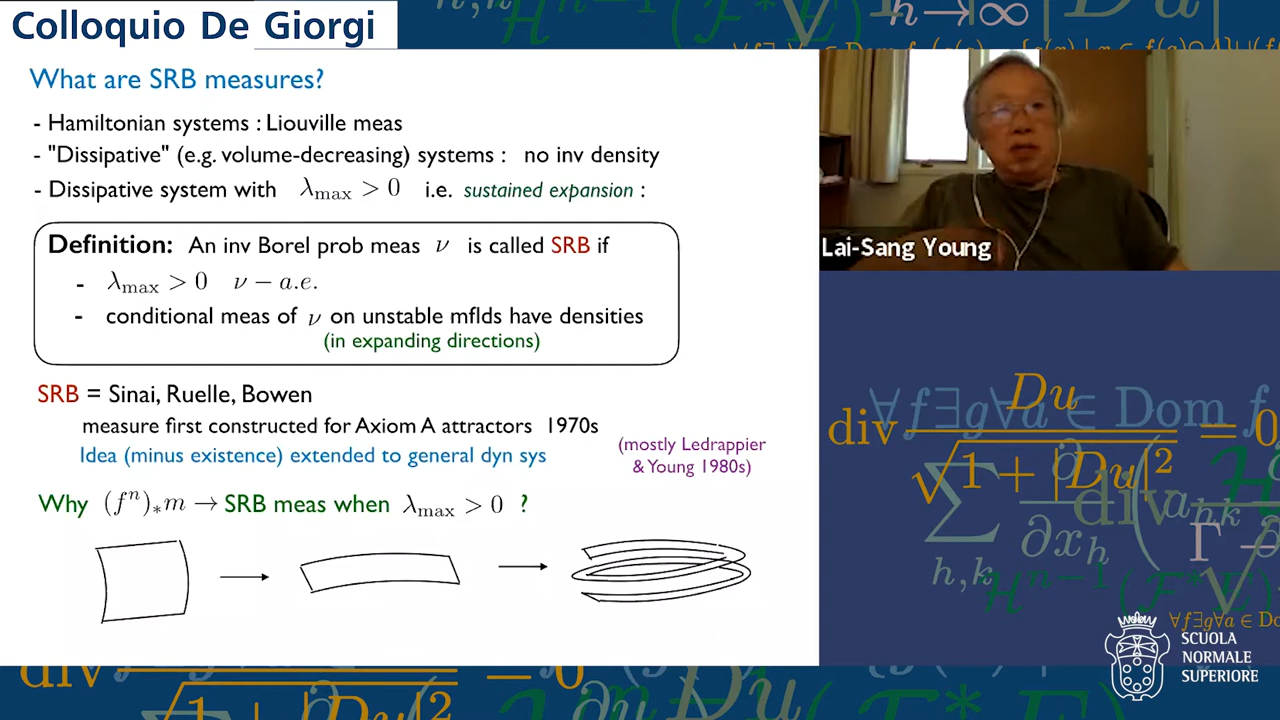 Colloquio De Giorgi
What are SRB measures?
- Hamiltonian systems : Liouville meas
- "Dissipative" (e.g. volume-decreasing) systems : no inv density
- Dissipative system with λmax > 0 i.e. sustained expansion :
Definition: An inv Borel prob meas ν is called SRB if
- λmax > 0 ν − a.e.
- conditional meas of ν on unstable mflds have densities
(in expanding directions)
SRB = Sinai, Ruelle, Bowen
measure first constructed for Axiom A attractors 1970s
Idea (minus existence) extended to general dyn sys
(mostly Ledrappier
& Young 1980s)
Why (fⁿ)∗m → SRB meas when λmax > 0 ?
Lai-Sang Young
SCUOLA
NORMALE
SUPERIORE